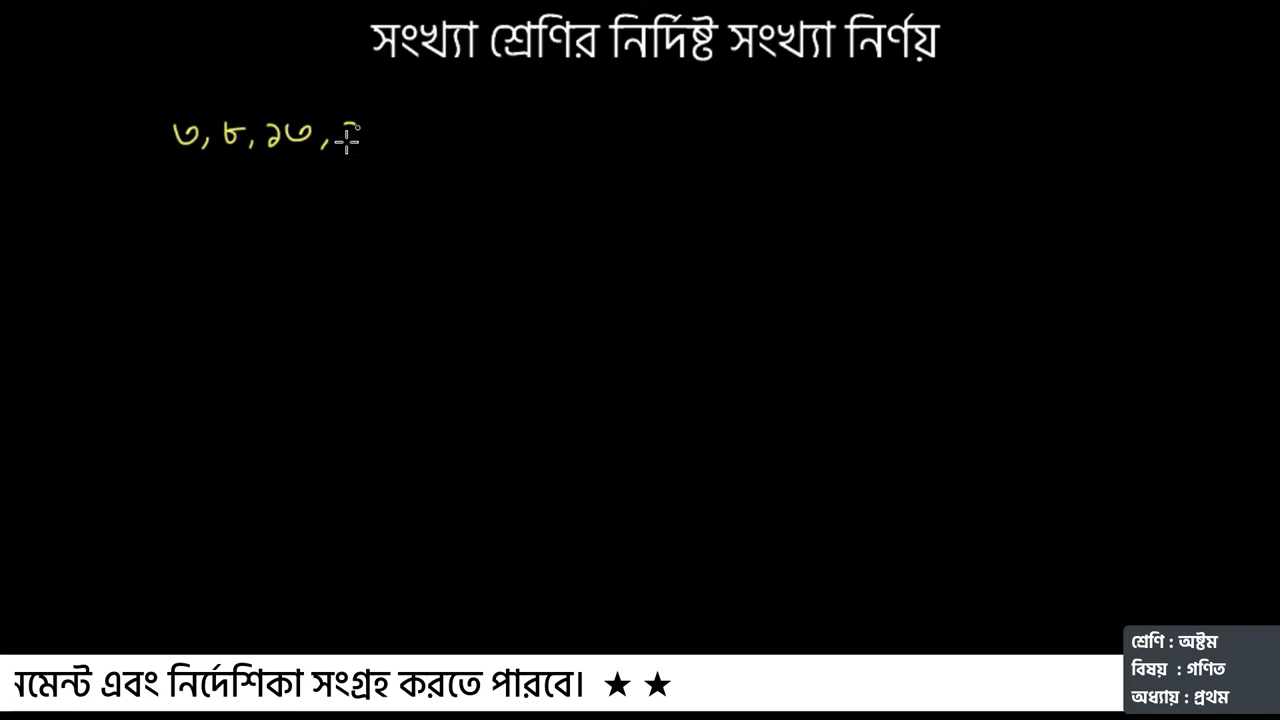 সংখ্যা শ্রেণির নির্দিষ্ট সংখ্যা নির্ণয়
৩, ৮, ১৩,
এবং নির্দেশিকা সংগ্রহ করতে পারবে। ★ ★
শ্রেণি : অষ্টম
বিষয় : গণিত
অধ্যায় : প্রথম